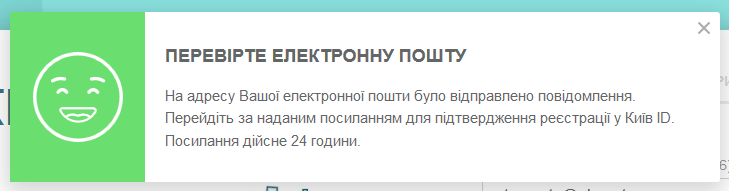 ПЕРЕВІРТЕ ЕЛЕКТРОННУ ПОШТУ
На адресу Вашої електронної пошти було відправлено повідомлення.
Перейдіть за наданим посиланням для підтвердження реєстрації у Київ ID.
Посилання дійсне 24 години.